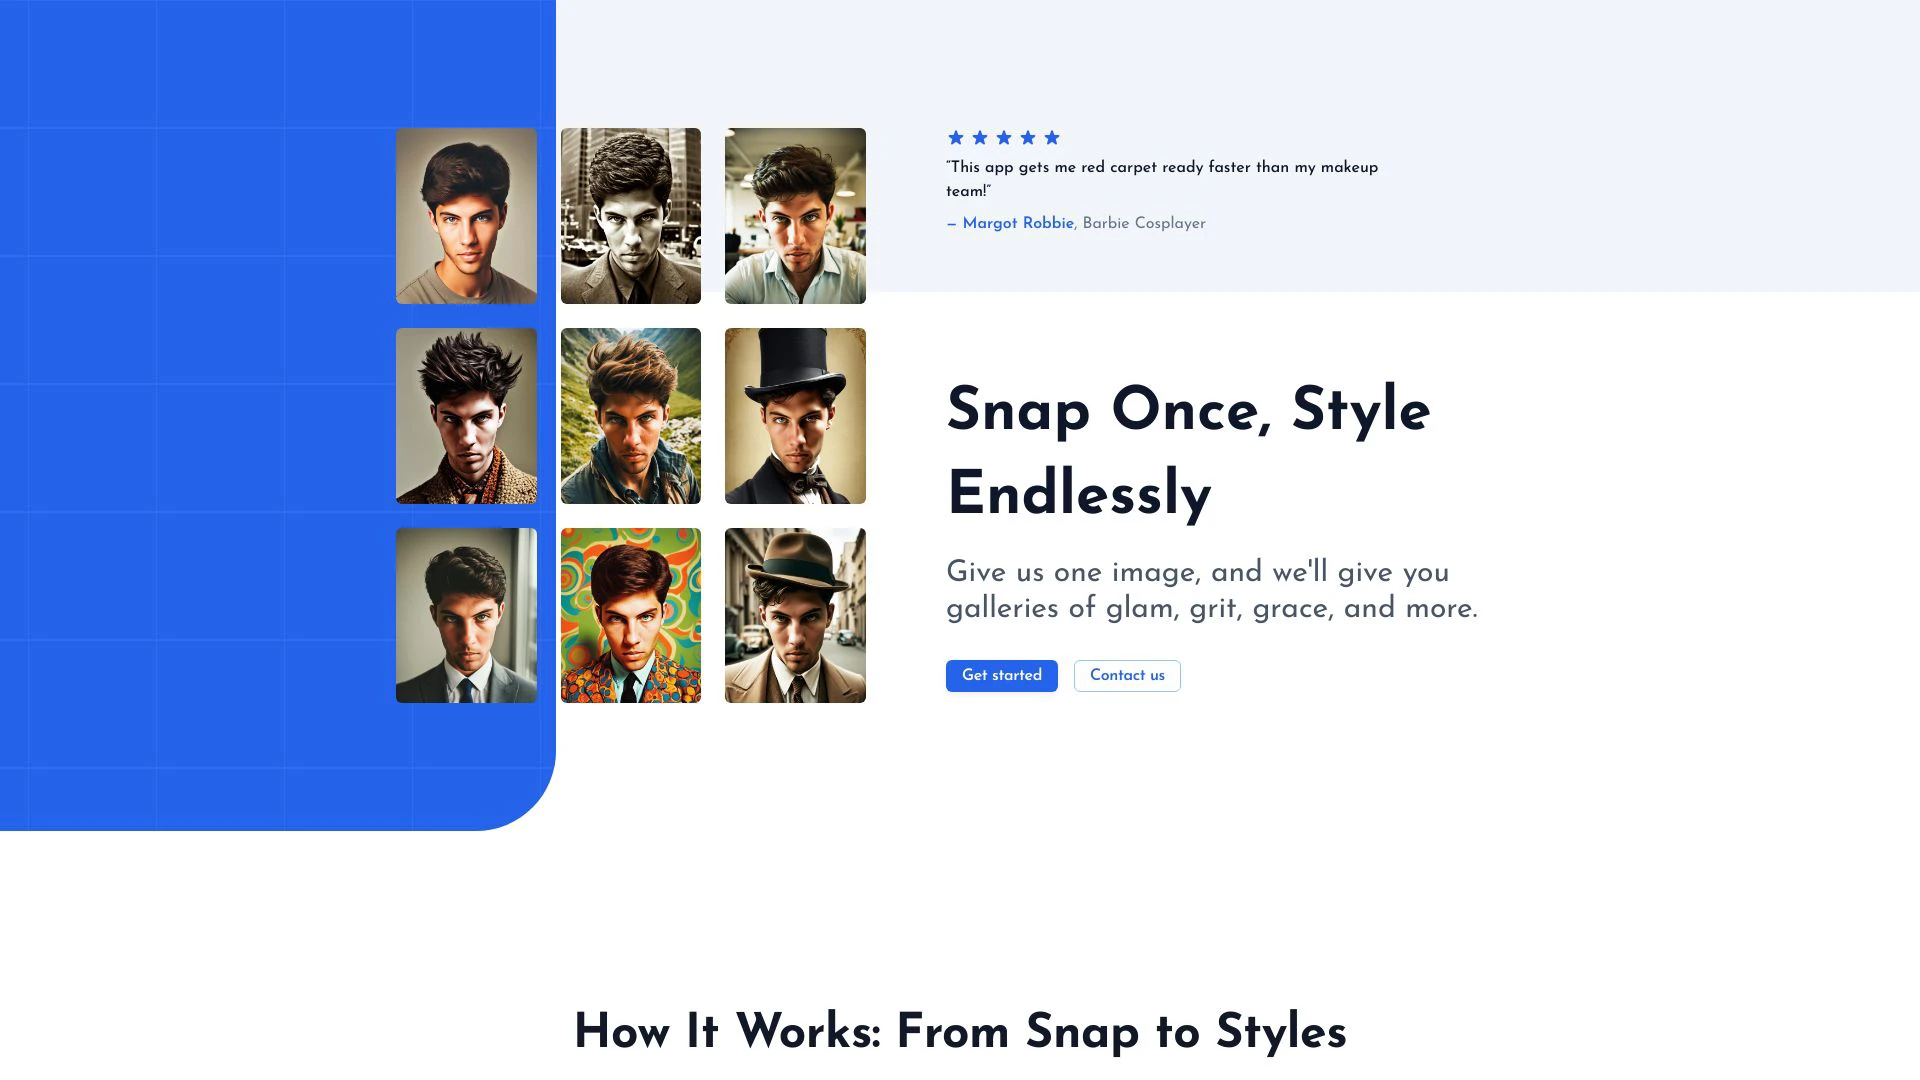 “This app gets me red carpet ready faster than my makeup
team!”
– Margot Robbie, Barbie Cosplayer
Snap Once, Style
Endlessly
Give us one image, and we'll give you
galleries of glam, grit, grace, and more.
Get started
Contact us
How It Works: From Snap to Styles